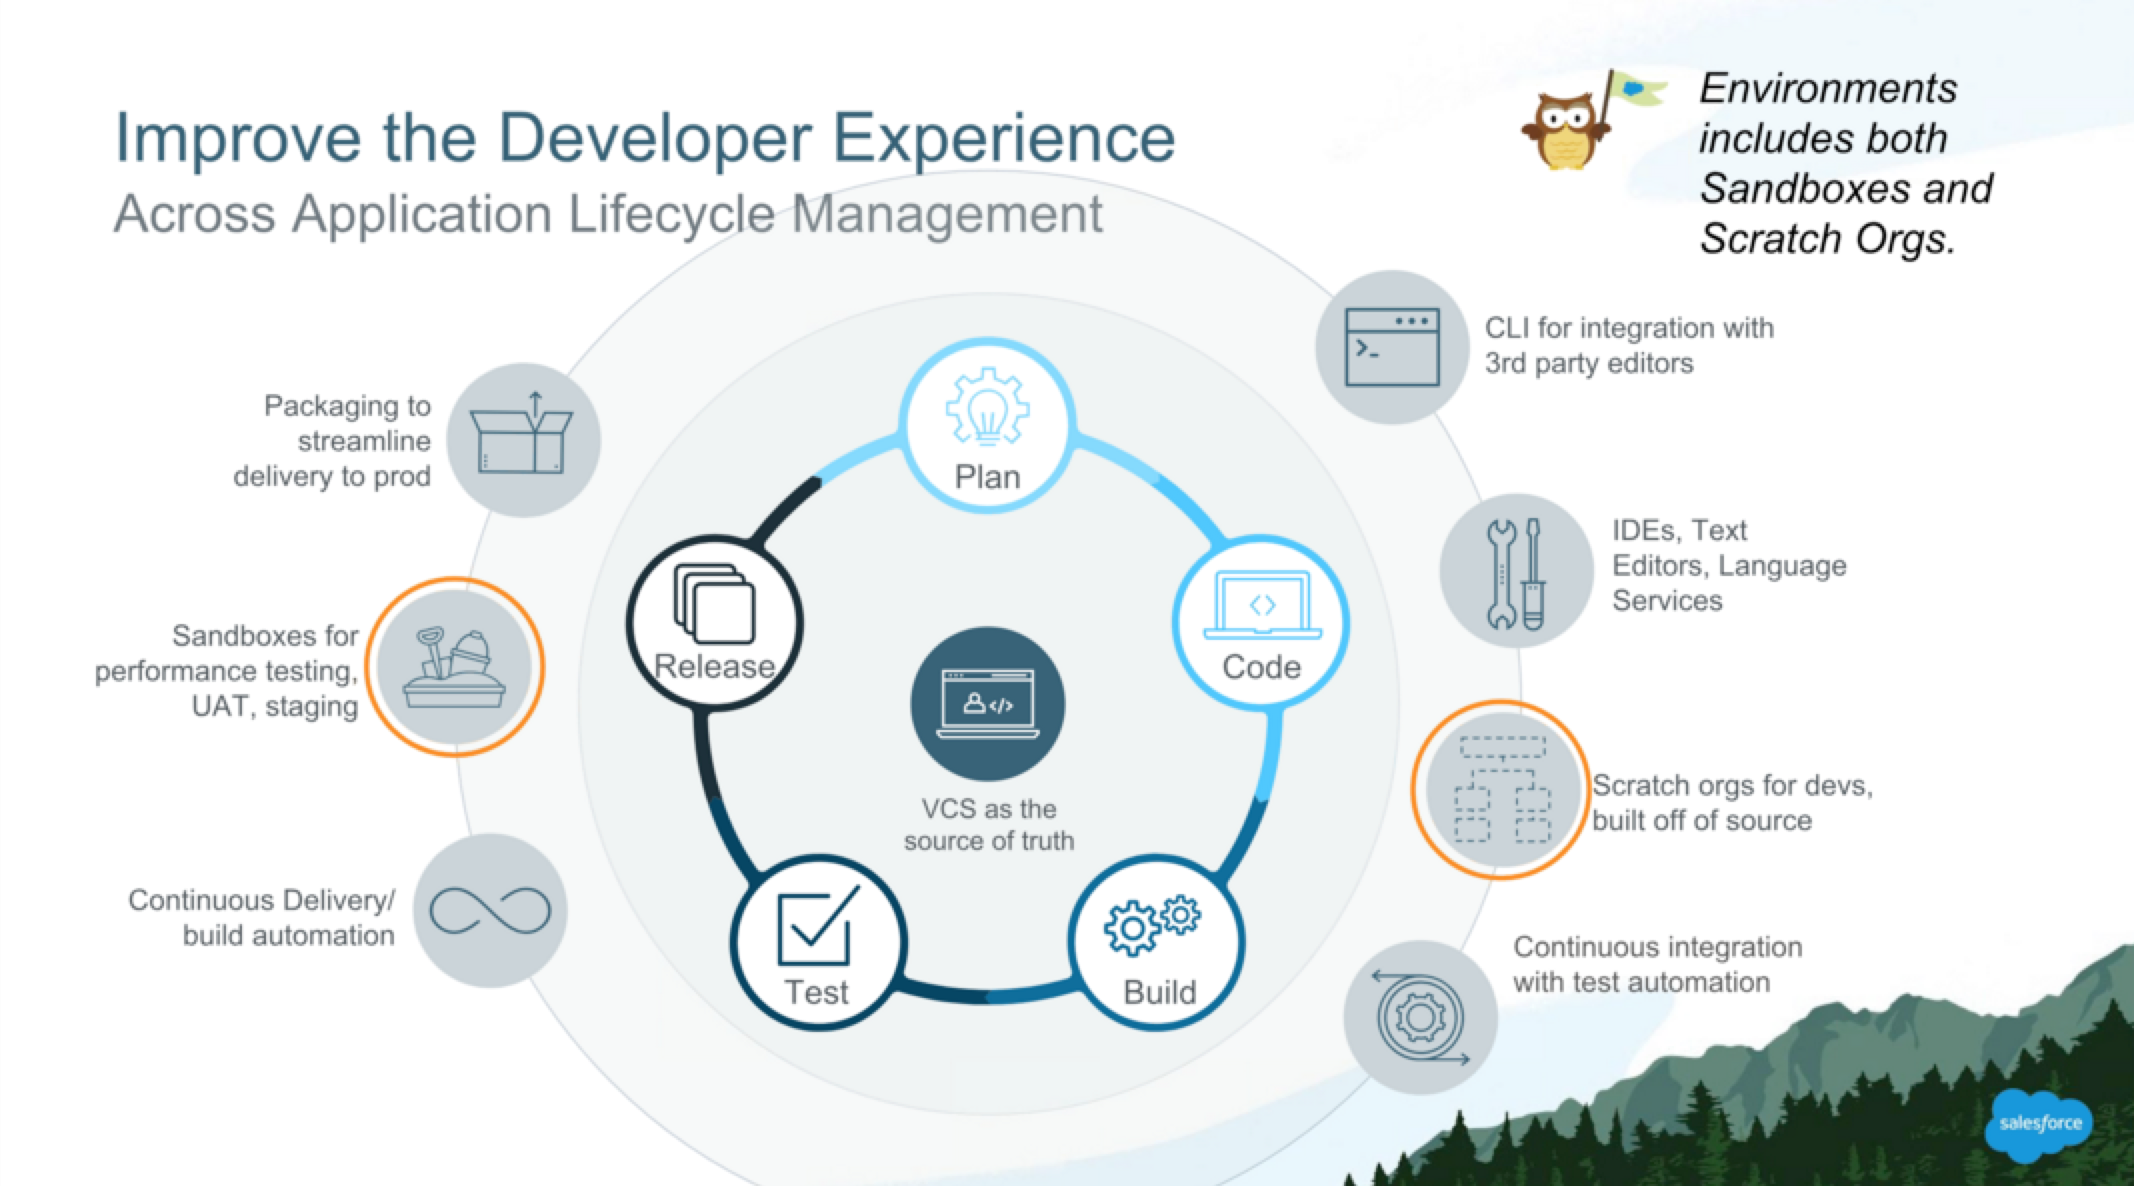 Improve the Developer Experience
Across Application Lifecycle Management
Environments
includes both
Sandboxes and
Scratch Orgs.
CLI for integration with
3rd party editors
IDEs, Text
Editors, Language
Services
Scratch orgs for devs,
built off of source
Continuous integration
with test automation
Packaging to
streamline
delivery to prod
Sandboxes for
performance testing,
UAT, staging
Continuous Delivery/
build automation
Plan
Code
Build
Test
Release
VCS as the
source of truth
salesforce